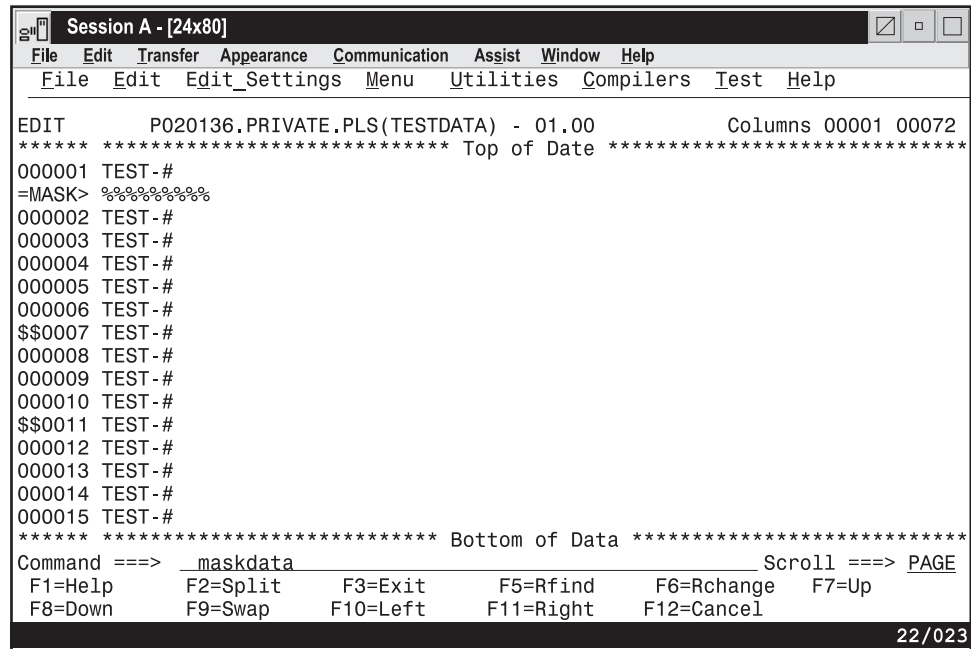 Session A - [24x80]
File Edit Transfer Appearance Communication Assist Window Help
File Edit Edit_Settings Menu Utilities Compilers Test Help
EDIT PO20136.PRIVATE.PLS(TESTDATA) - 01.00 Columns 00001 00072
****** ***************************** Top of Date ******************************
000001 TEST-#
=MASK> %%%%%%%%%
000002 TEST-#
000003 TEST-#
000004 TEST-#
000005 TEST-#
000006 TEST-#
$$0007 TEST-#
000008 TEST-#
000009 TEST-#
000010 TEST-#
$$0011 TEST-#
000012 TEST-#
000013 TEST-#
000014 TEST-#
000015 TEST-#
****** **************************** Bottom of Data ****************************
Command ===> maskdata Scroll ===> PAGE
F1=Help F2=Split F3=Exit F5=Rfind F6=Rchange F7=Up
F8=Down F9=Swap F10=Left F11=Right F12=Cancel
22/023